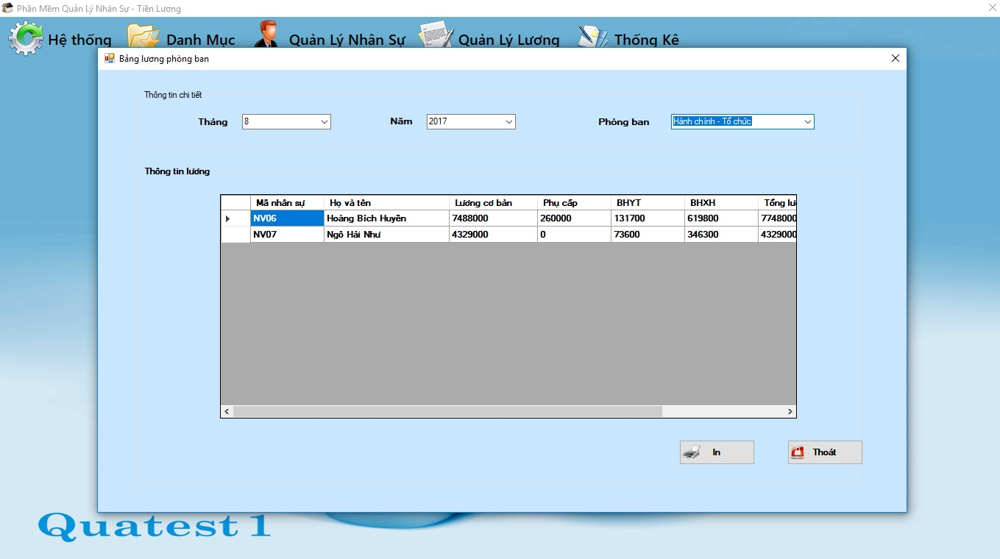 Phần Mềm Quản Lý Nhân Sự - Tiền Lương
Hệ thống Danh Mục Quản Lý Nhân Sự Quản Lý Lương Thống Kê
Bảng lương phòng ban
Thông tin chi tiết
Tháng 8 Năm 2017 Phòng ban Hành chính - Tổ chức
Thông tin lương
Mã nhân sự Họ và tên Lương cơ bản Phụ cấp BHYT BHXH Tổng
NV06 Hoàng Bích Huyền 7488000 260000 131700 619800 7748000
NV07 Ngô Hải Như 4329000 0 73600 346300 4329000
In Thoát
Quatest 1